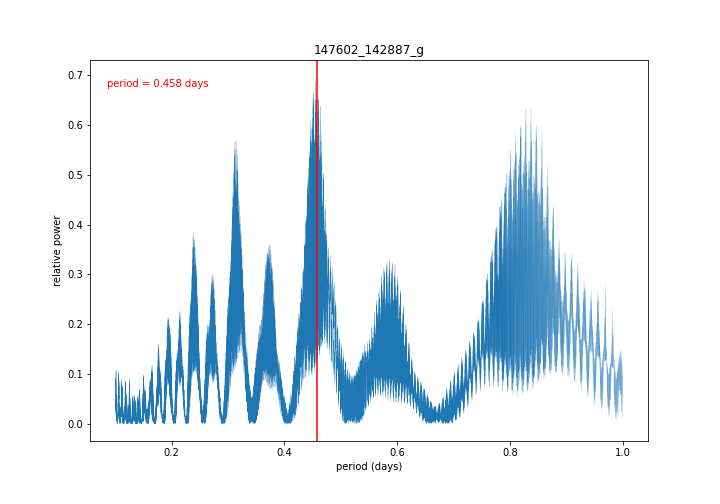 147602_142887_g
period = 0.458 days
relative power
0.7
0.6
0.5
0.4
0.3
0.2
0.1
0.0
0.2 0.4 0.6 0.8 1.0
period (days)